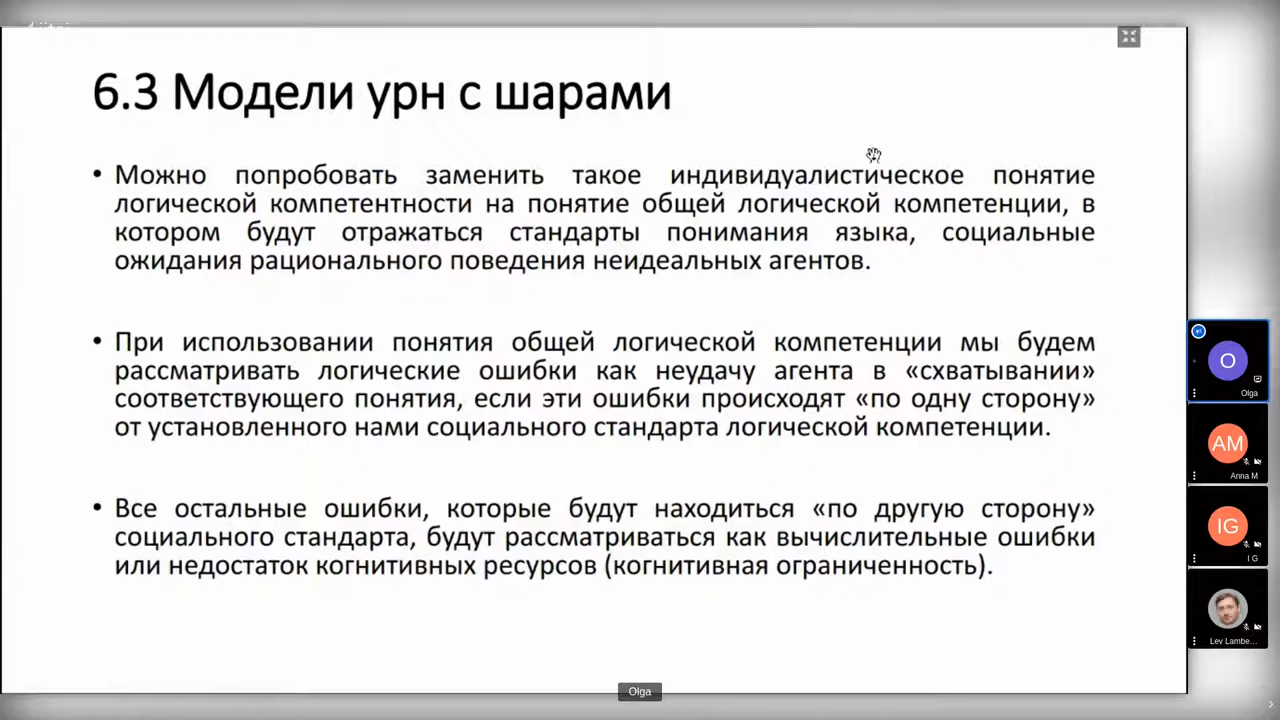 6.3 Модели урн с шарами
• Можно попробовать заменить такое индивидуалистическое понятие
логической компетентности на понятие общей логической компетенции, в
котором будут отражаться стандарты понимания языка, социальные
ожидания рационального поведения неидеальных агентов.
• При использовании понятия общей логической компетенции мы будем
рассматривать логические ошибки как неудачу агента в «схватывании»
соответствующего понятия, если эти ошибки происходят «по одну сторону»
от установленного нами социального стандарта логической компетенции.
• Все остальные ошибки, которые будут находиться «по другую сторону»
социального стандарта, будут рассматриваться как вычислительные ошибки
или недостаток когнитивных ресурсов (когнитивная ограниченность).
O
Olga
AM
Anna M
IG
I G
Lev Lambe...
Olga